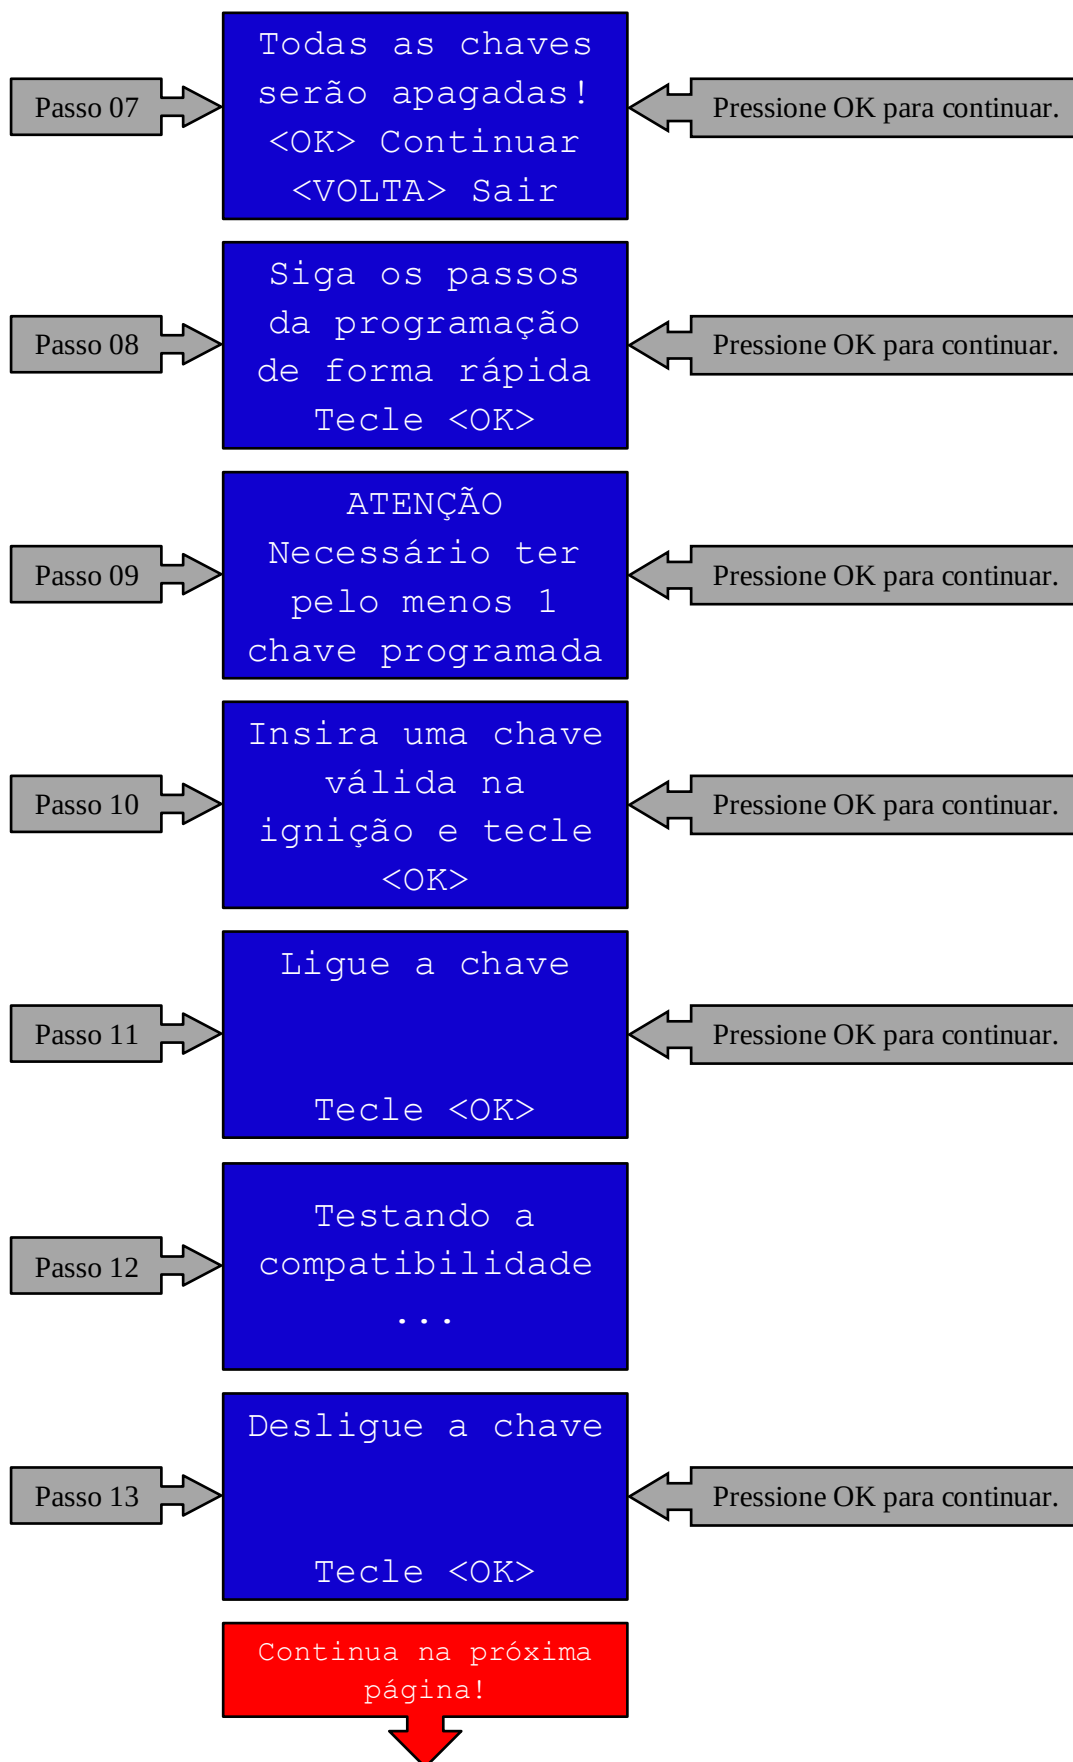 Todas as chaves
serão apagadas!
<OK> Continuar
<VOLTA> Sair
Passo 07
Pressione OK para continuar.
Siga os passos
da programação
de forma rápida
Tecle <OK>
Passo 08
Pressione OK para continuar.
ATENÇÃO
Necessário ter
pelo menos 1
chave programada
Passo 09
Pressione OK para continuar.
Insira uma chave
válida na
ignição e tecle
<OK>
Passo 10
Pressione OK para continuar.
Ligue a chave
Tecle <OK>
Passo 11
Pressione OK para continuar.
Testando a
compatibilidade
...
Passo 12
Desligue a chave
Tecle <OK>
Passo 13
Pressione OK para continuar.
Continua na próxima
página!